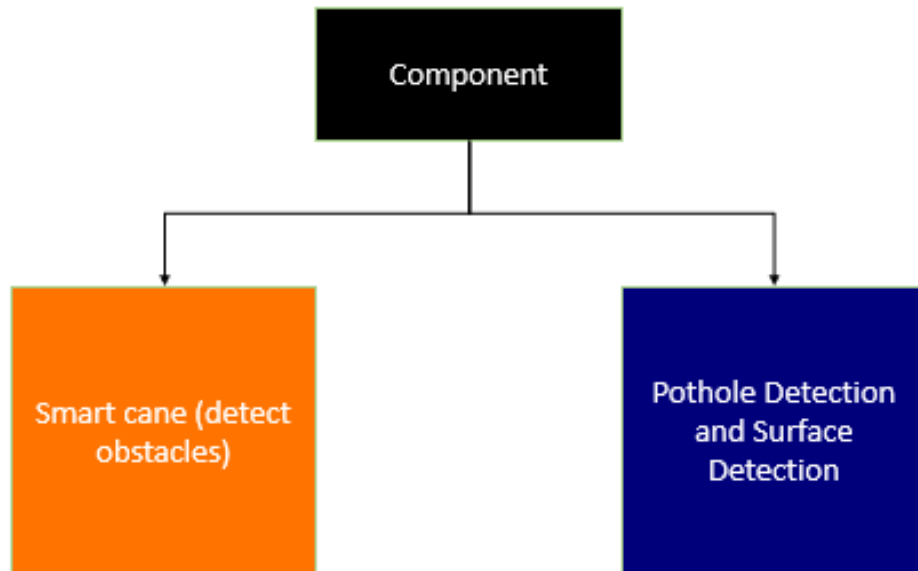 Component
Smart cane (detect
obstacles)
Pothole Detection
and Surface
Detection